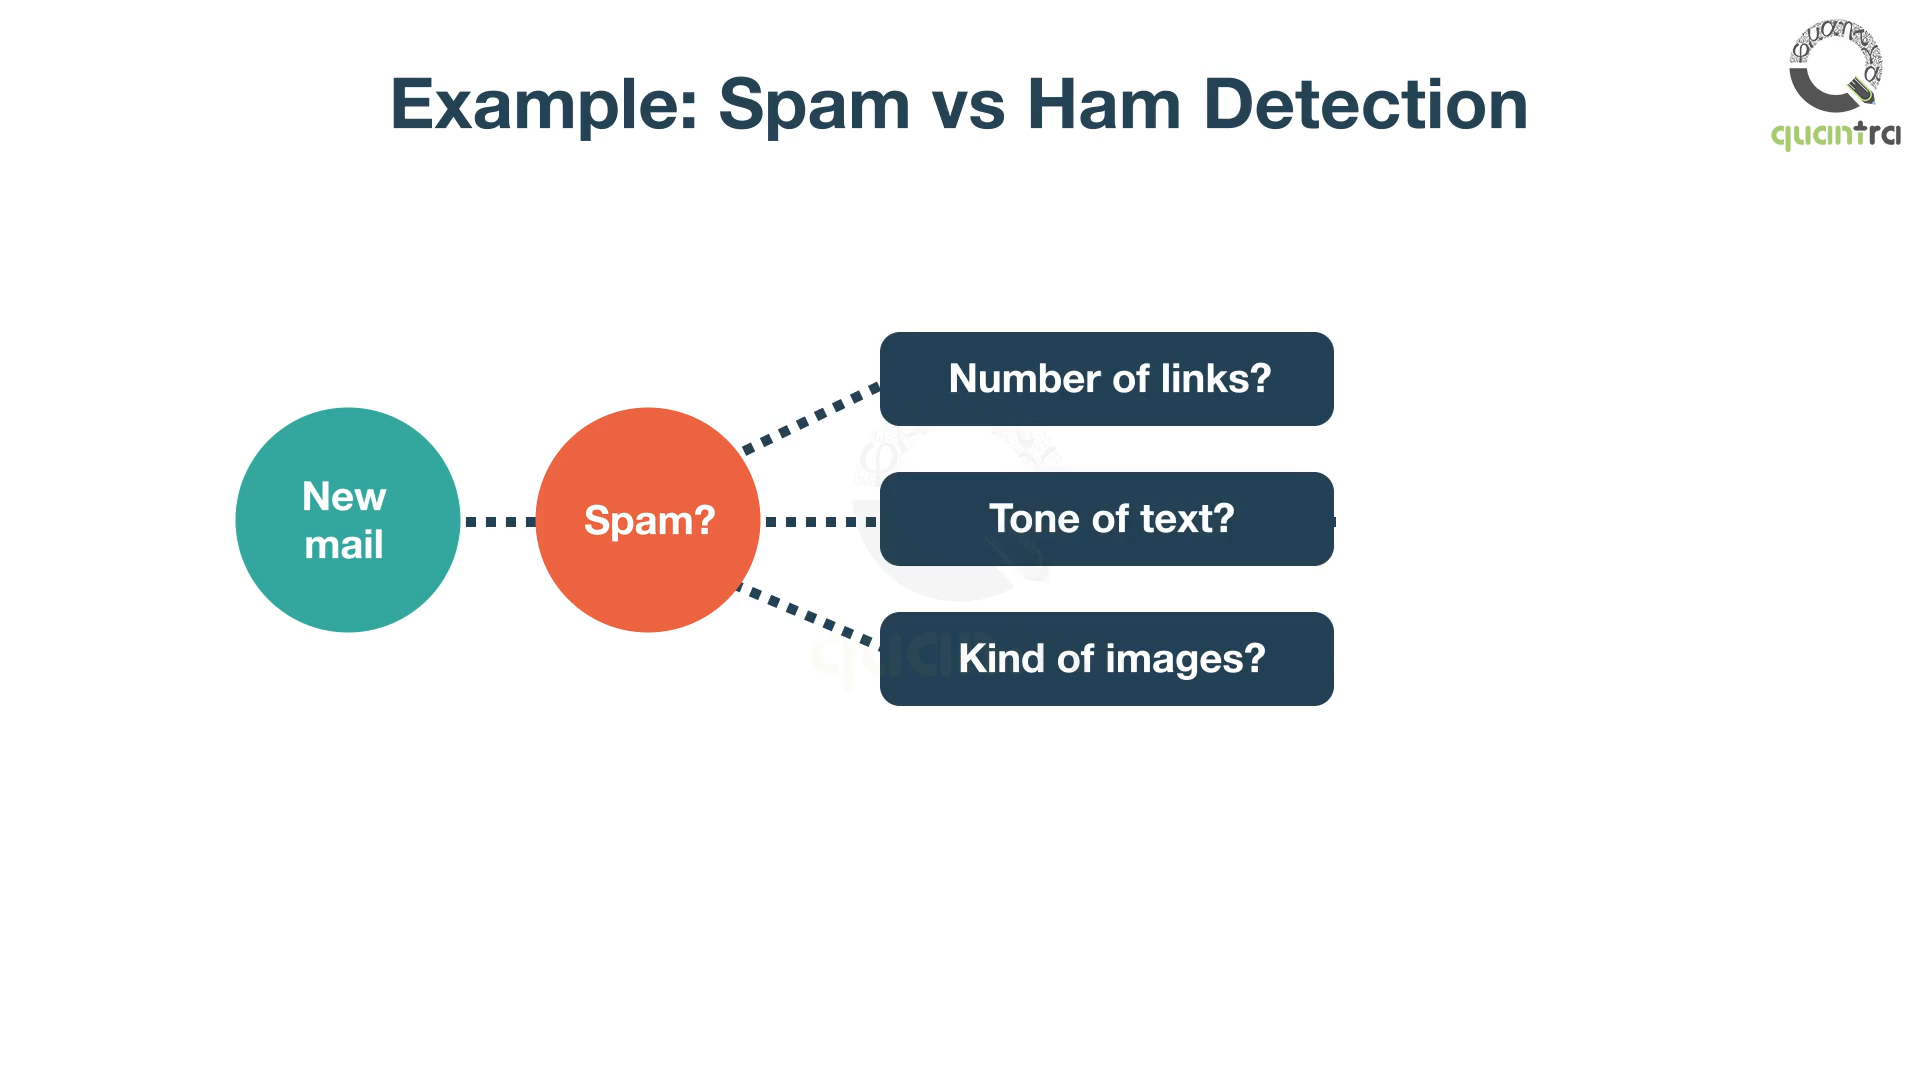 Example: Spam vs Ham Detection
quantra
New
mail
Spam?
Number of links?
Tone of text?
Kind of images?